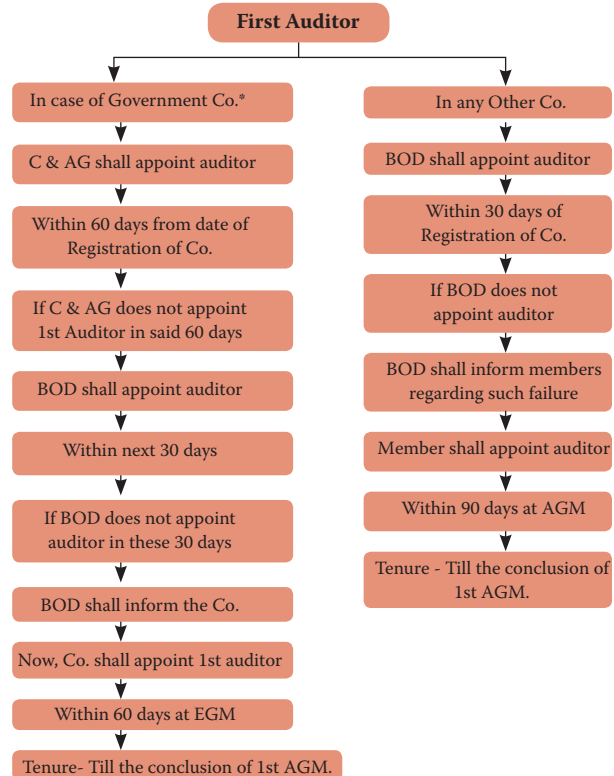 First Auditor
In case of Government Co.*
C & AG shall appoint auditor
Within 60 days from date of
Registration of Co.
If C & AG does not appoint
1st Auditor in said 60 days
BOD shall appoint auditor
Within next 30 days
If BOD does not appoint
auditor in these 30 days
BOD shall inform the Co.
Now, Co. shall appoint 1st auditor
Within 60 days at EGM
Tenure- Till the conclusion of 1st AGM.
In any Other Co.
BOD shall appoint auditor
Within 30 days of
Registration of Co.
If BOD does not
appoint auditor
BOD shall inform members
regarding such failure
Member shall appoint auditor
Within 90 days at AGM
Tenure - Till the conclusion of
1st AGM.